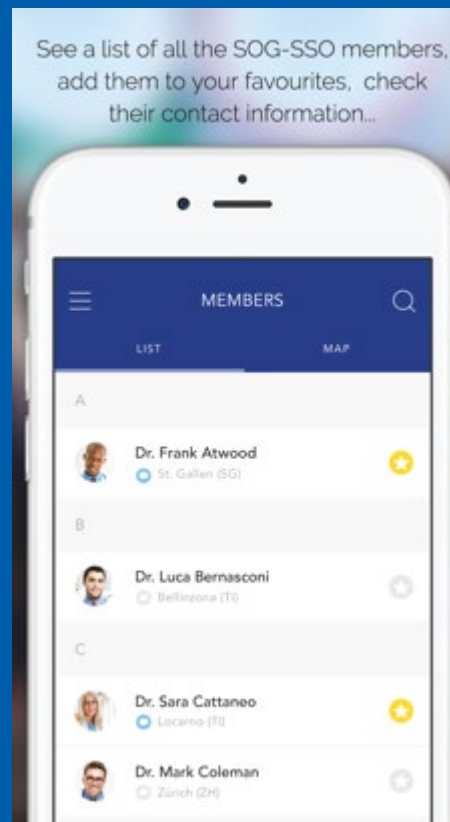 See a list of all the SOG-SSO members,
add them to your favourites, check
their contact information...
MEMBERS
LIST MAP
A
Dr. Frank Atwood
St. Gallen (SG)
B
Dr. Luca Bernasconi
Bellinzona (TI)
C
Dr. Sara Cattaneo
Locarno (TI)
Dr. Mark Coleman
Zürich (ZH)